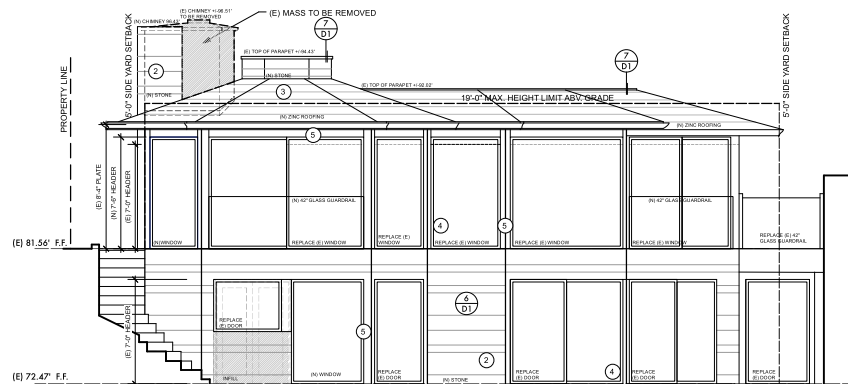 (E) CHIMNEY +/-96.51'
TO BE REMOVED
(N) CHIMNEY 96.43'
(E) MASS TO BE REMOVED
7
D1
7
D1
PROPERTY LINE
5'-0" SIDE YARD SETBACK
5'-0" SIDE YARD SETBACK
2
(E) TOP OF PARAPET +/-94.43'
(N) STONE
3
(E) TOP OF PARAPET +/-92.02'
19'-0" MAX. HEIGHT LIMIT ABV. GRADE
(N) ZINC ROOFING
(N) ZINC ROOFING
5
(E) 8'-4" PLATE
(N) 7'-6" HEADER
(E) 7'-0" HEADER
(N) 42" GLASS GUARDRAIL
(N) 42" GLASS GUARDRAIL
4
5
(N)WINDOW
REPLACE (E) WINDOW
REPLACE (E)
WINDOW
REPLACE (E) WINDOW
REPLACE (E) WINDOW
REPLACE (E) WINDOW
REPLACE (E) 42"
GLASS GUARDRAIL
(E) 81.56' F.F.
(E) 7'-0" HEADER
6
D1
REPLACE
(E) DOOR
5
2
4
INFILL
(N) WINDOW
REPLACE
(E) DOOR
(N) STONE
REPLACE
(E) DOOR
REPLACE
(E) DOOR
(E) 72.47' F.F.